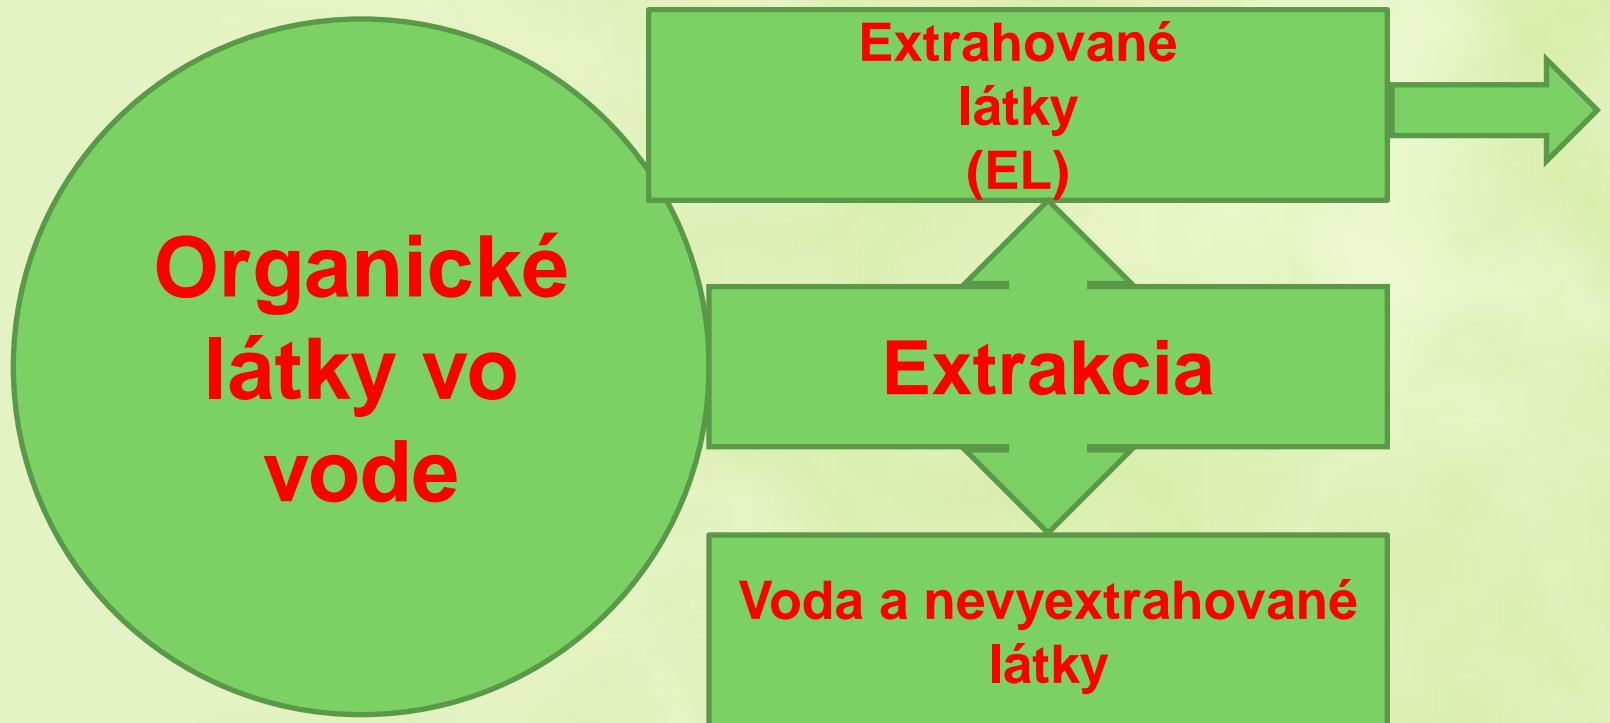 Organické
látky vo
vode
Extrahované
látky
(EL)
Extrakcia
Voda a nevyextrahované
látky